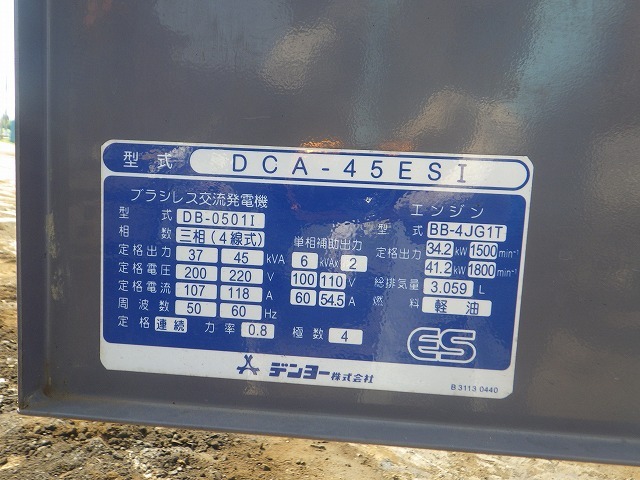 型式 DCA-45ESI
ブラシレス交流発電機
型式 DB-0501I
相数 三相(4線式)
定格出力 37 45 kVA
定格電圧 200 220 V
定格電流 107 118 A
周波数 50 60 Hz
定格 連続 力率 0.8 極数 4
単相補助出力
6 kVA× 2
100 110 V
60 54.5 A
エンジン
型式 BB-4JG1T
定格出力 34.2 kW 1500 min⁻¹
41.2 kW 1800 min⁻¹
総排気量 3.059 L
燃料 軽油
ES
デンヨー株式会社
B 3113 0440